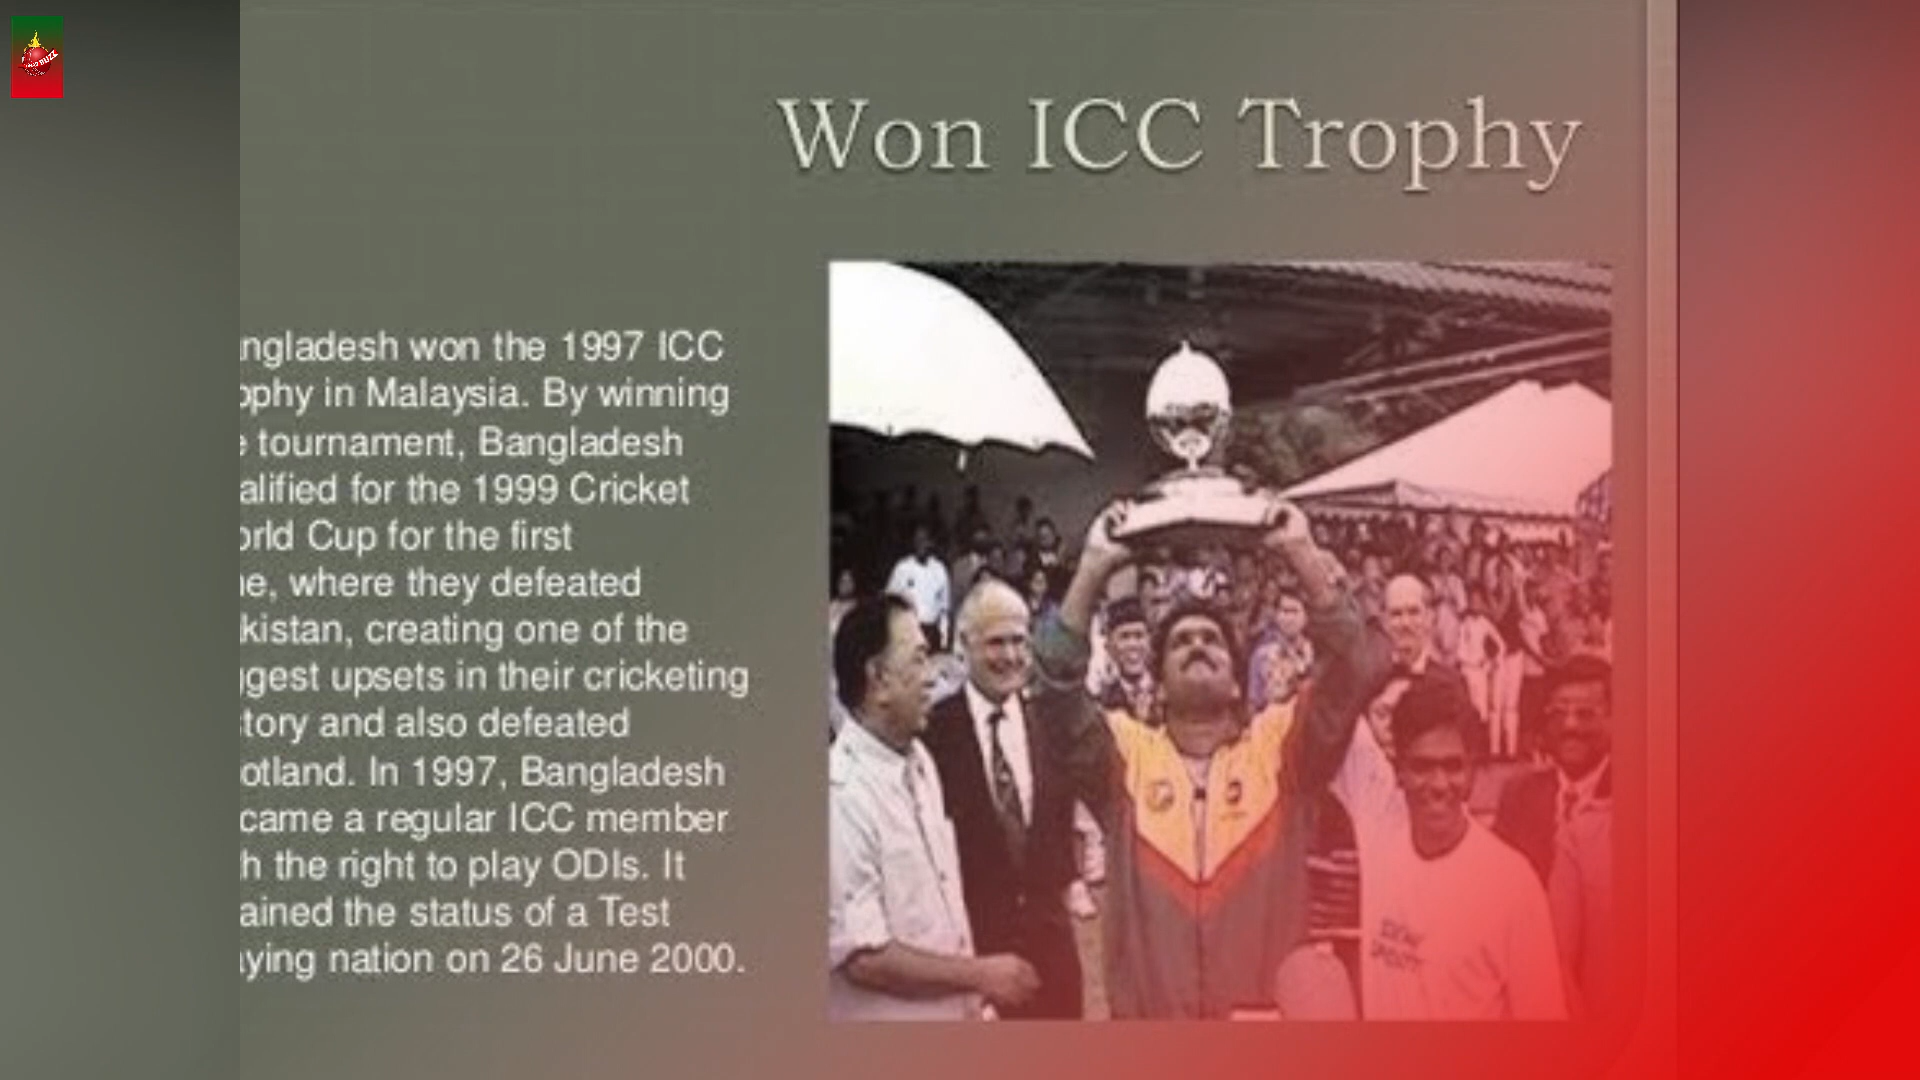 BUZZ
Won ICC Trophy
ngladesh won the 1997 ICC
ophy in Malaysia. By winning
e tournament, Bangladesh
alified for the 1999 Cricket
orld Cup for the first
e, where they defeated
kistan, creating one of the
ggest upsets in their cricketing
tory and also defeated
otland. In 1997, Bangladesh
came a regular ICC member
h the right to play ODIs. It
ained the status of a Test
ying nation on 26 June 2000.